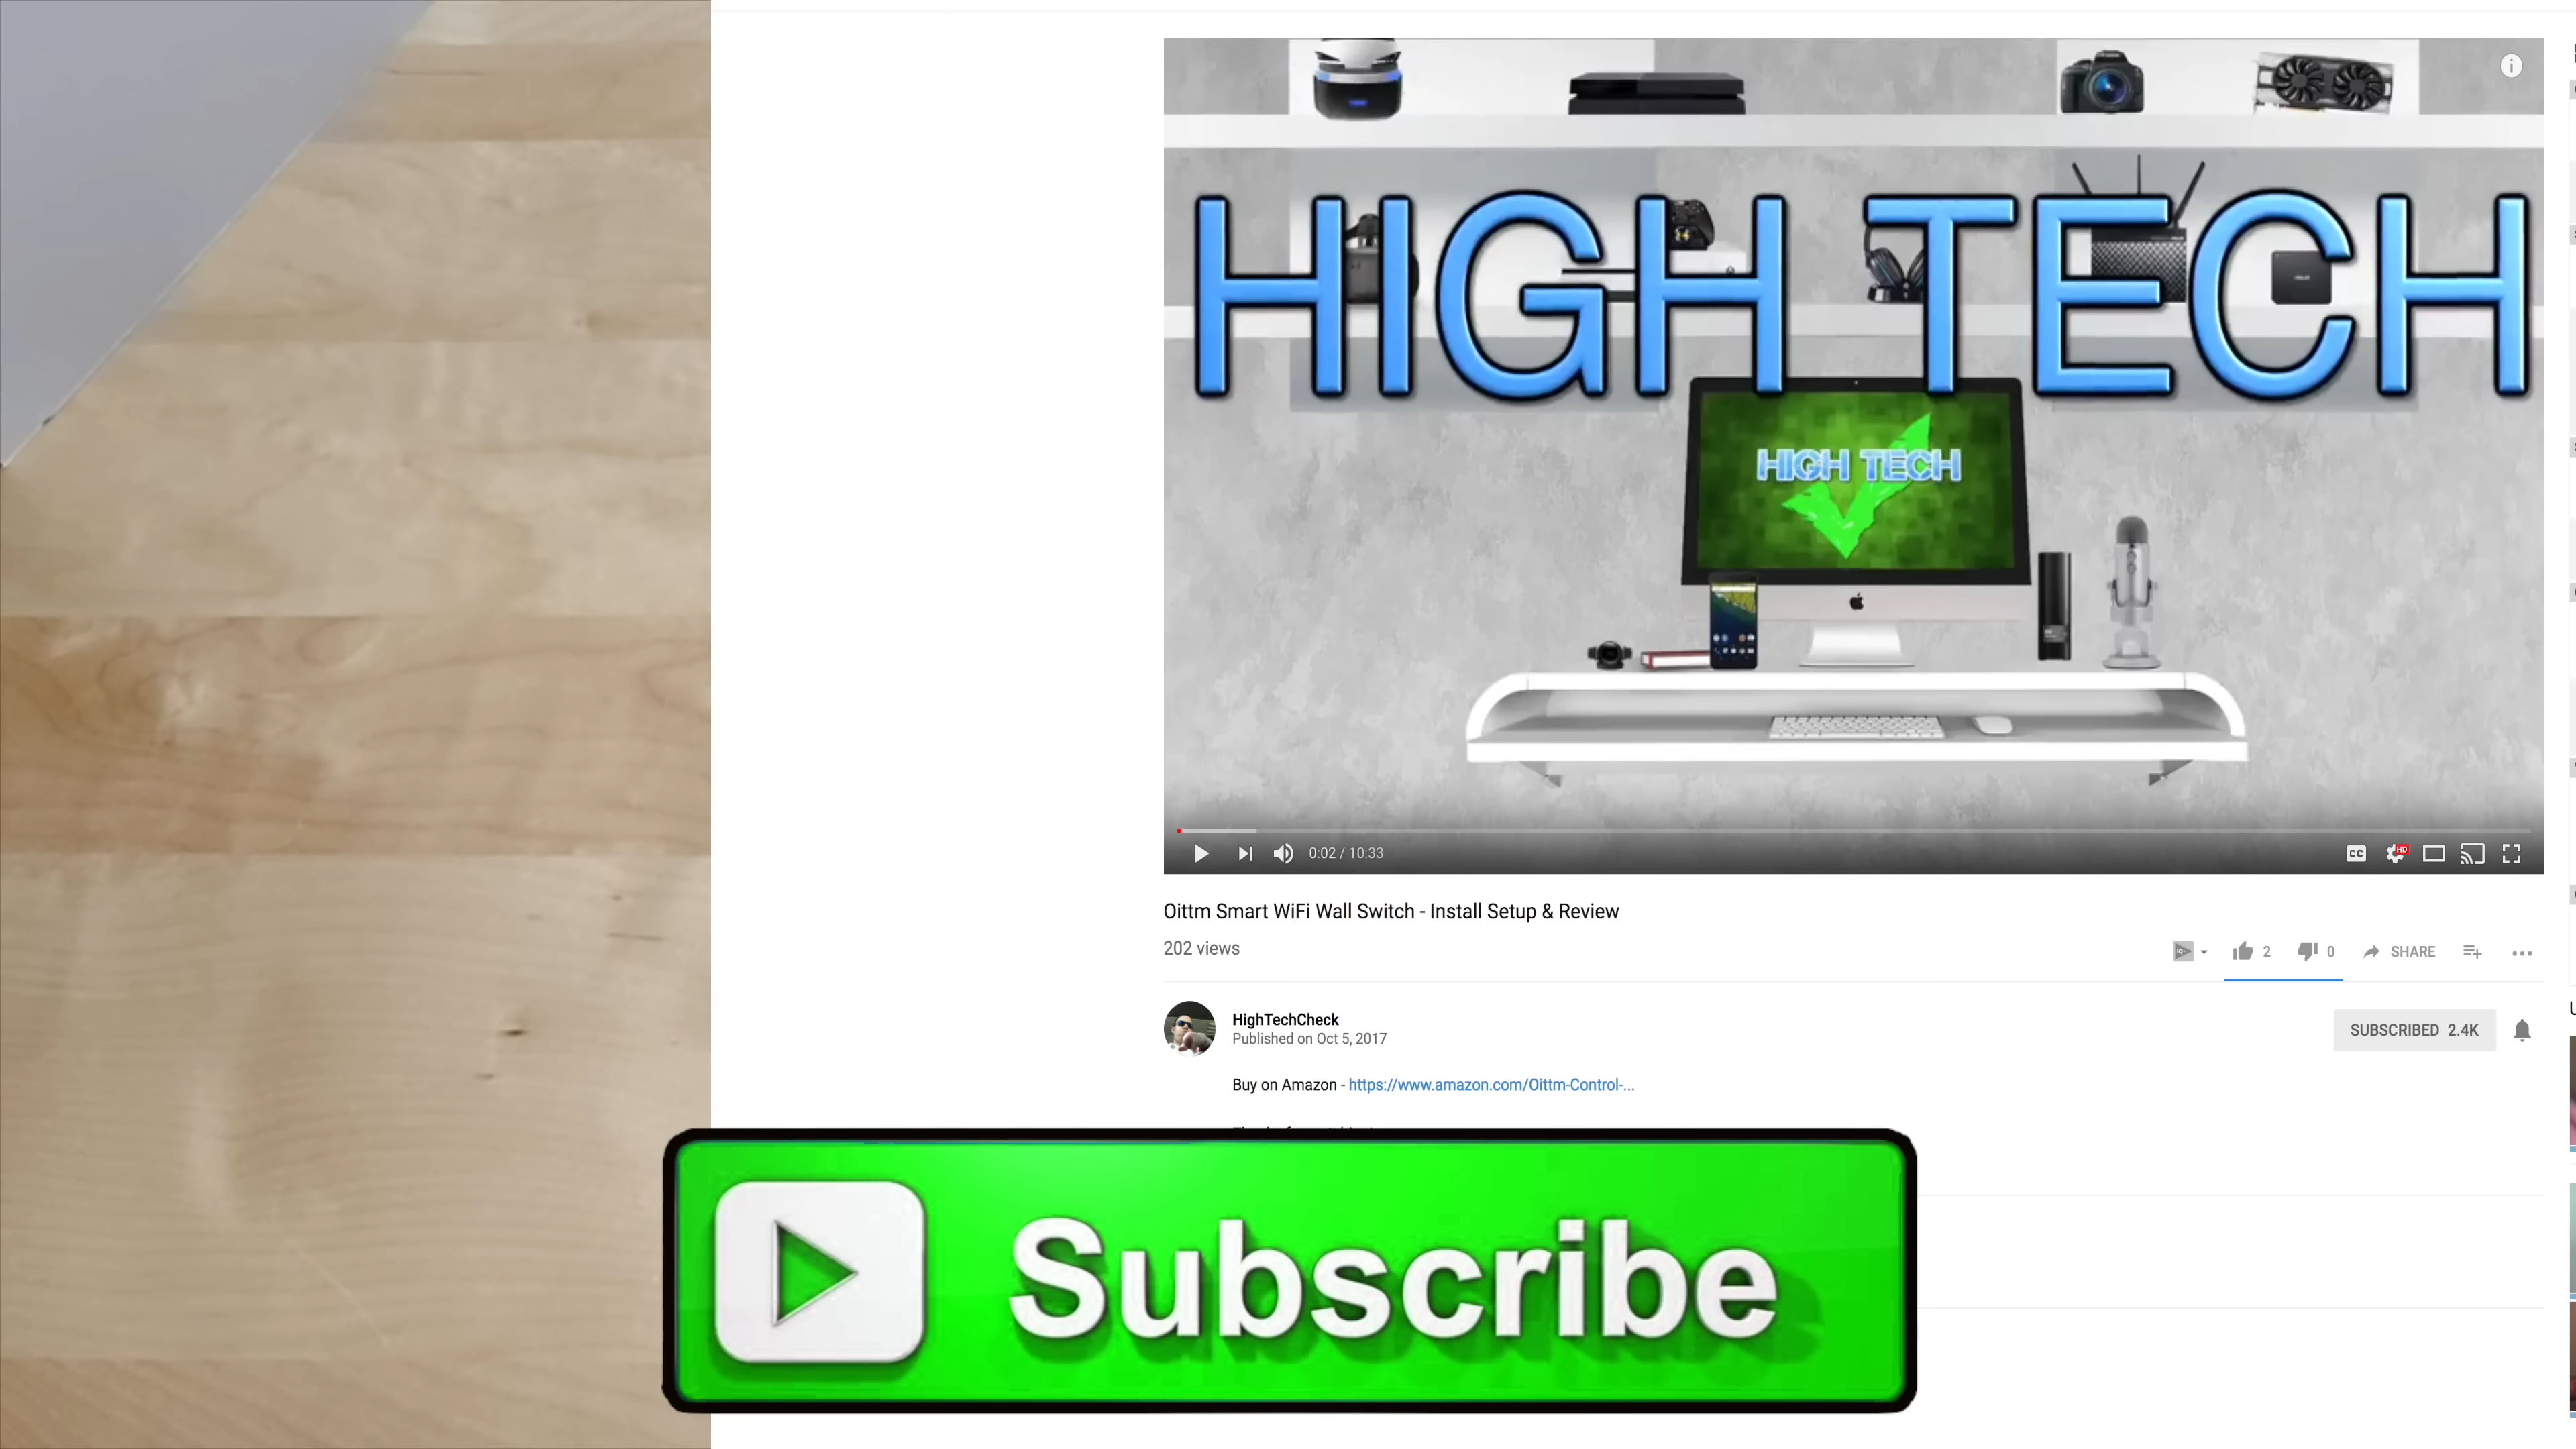 HIGH TECH
HIGH TECH
0:02 / 10:33
CC
HD
Oittm Smart WiFi Wall Switch - Install Setup & Review
202 views
2
0
SHARE
HighTechCheck
Published on Oct 5, 2017
SUBSCRIBED 2.4K
Buy on Amazon - https://www.amazon.com/Oittm-Control-...
Subscribe